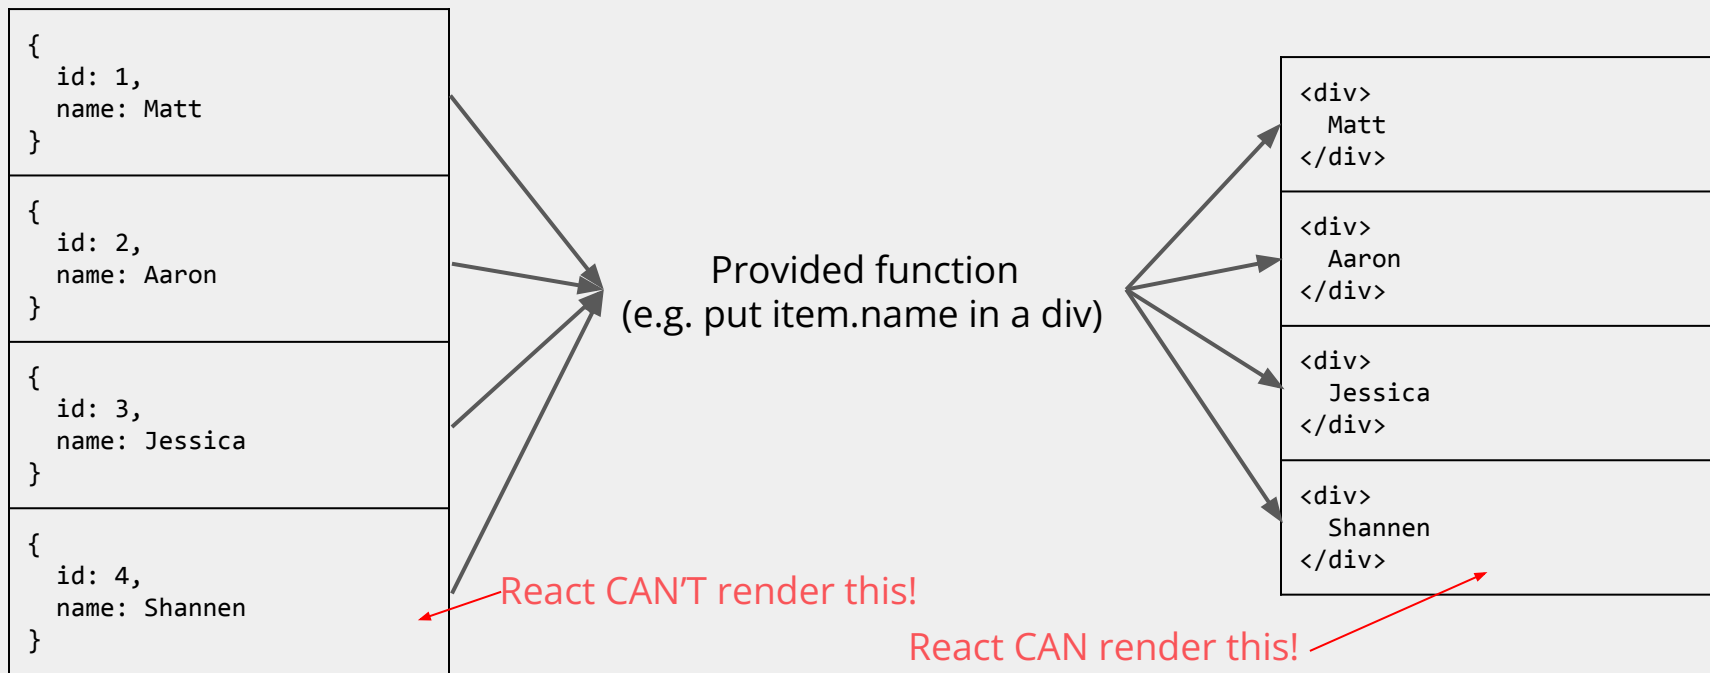 {
  id: 1,
  name: Matt
}
{
  id: 2,
  name: Aaron
}
{
  id: 3,
  name: Jessica
}
{
  id: 4,
  name: Shannen
}
Provided function
(e.g. put item.name in a div)
React CAN’T render this!
<div>
  Matt
</div>
<div>
  Aaron
</div>
<div>
  Jessica
</div>
<div>
  Shannen
</div>
React CAN render this!